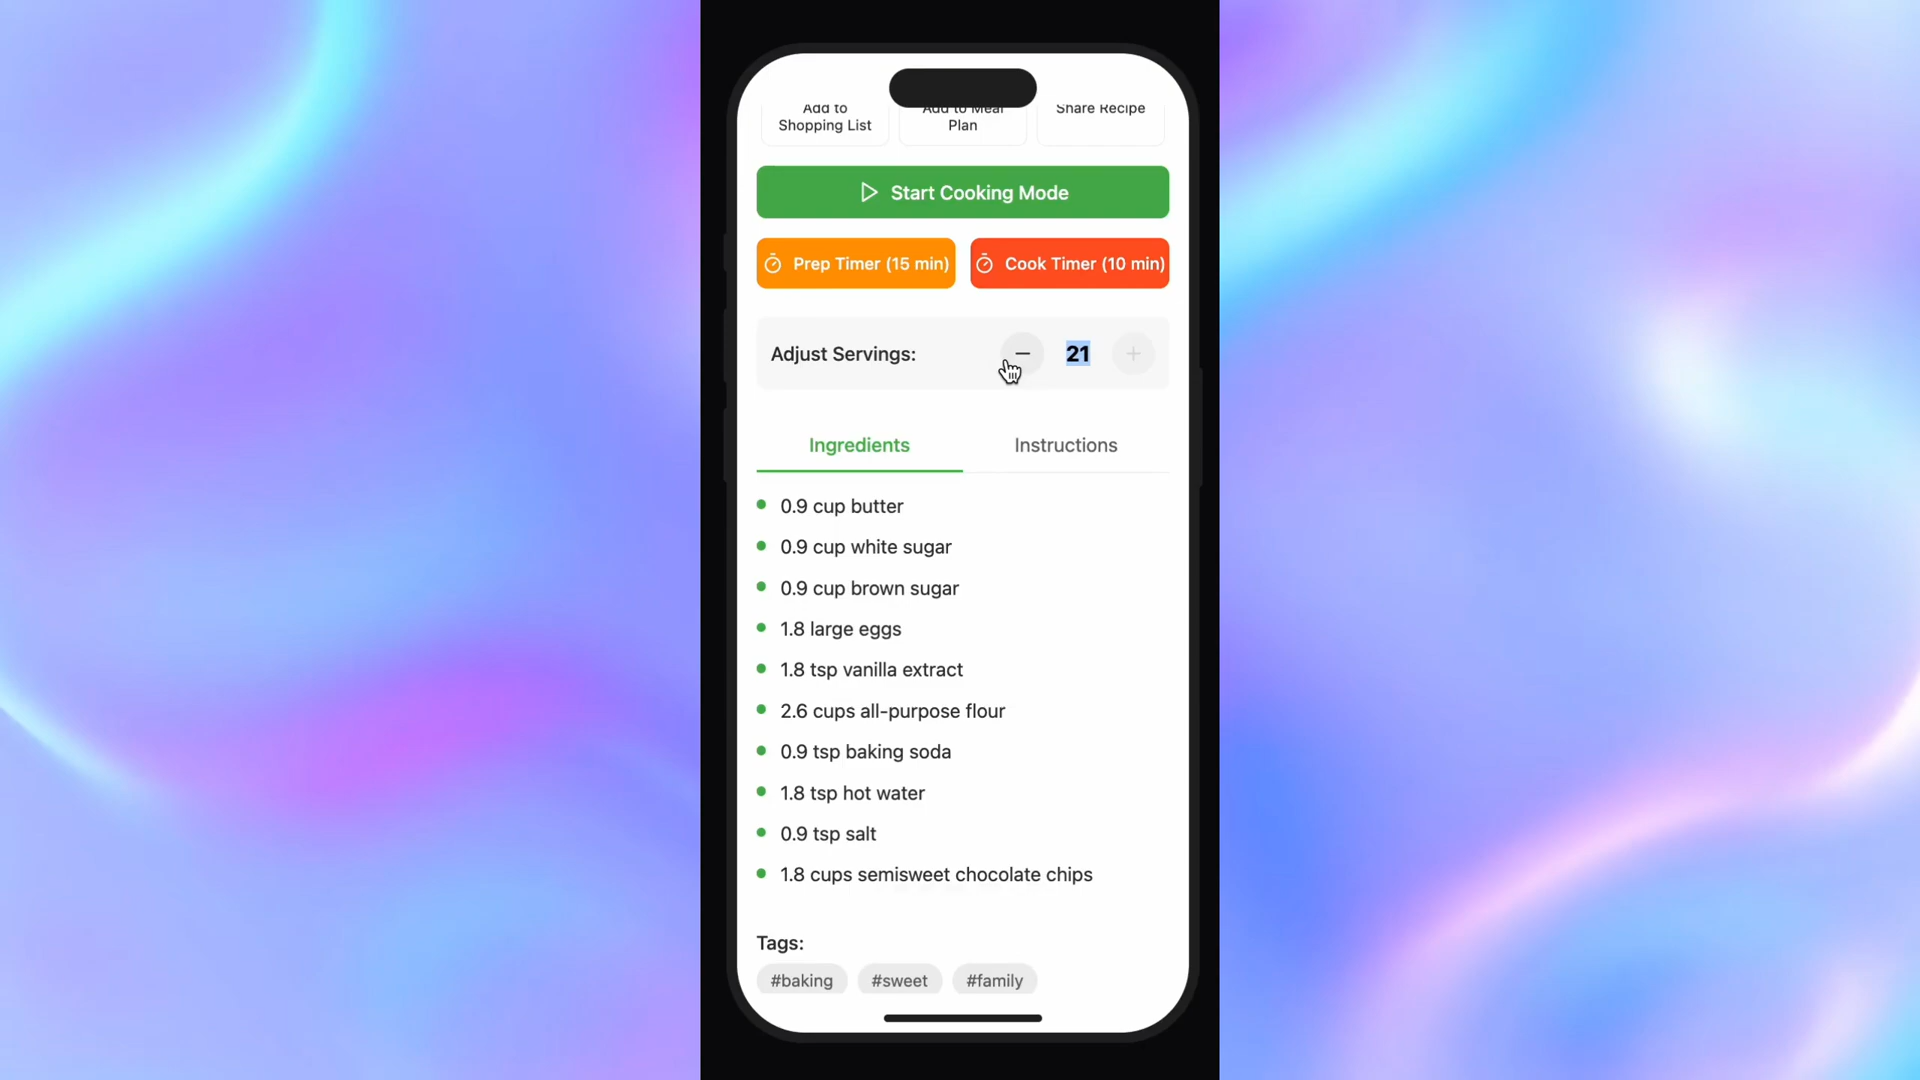 Add to
Shopping List
Add to Meal
Plan
Share Recipe
Start Cooking Mode
Prep Timer (15 min)
Cook Timer (10 min)
Adjust Servings:
− 21 +
Ingredients
Instructions
0.9 cup butter
0.9 cup white sugar
0.9 cup brown sugar
1.8 large eggs
1.8 tsp vanilla extract
2.6 cups all-purpose flour
0.9 tsp baking soda
1.8 tsp hot water
0.9 tsp salt
1.8 cups semisweet chocolate chips
Tags:
#baking
#sweet
#family